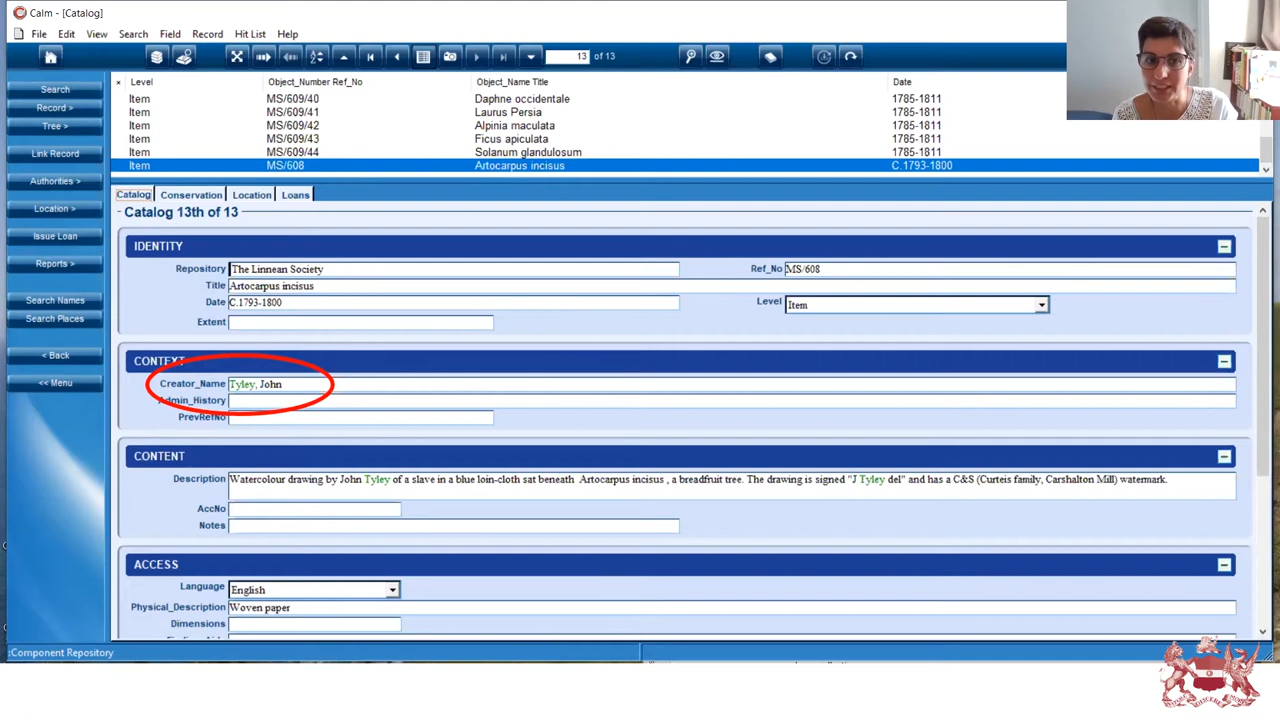 Calm - [Catalog]
File Edit View Search Field Record Hit List Help
13 of 13
Search
Record >
Tree >
Link Record
Authorities >
Location >
Issue Loan
Reports >
Search Names
Search Places
< Back
<< Menu
× Level Object_Number Ref_No Object_Name Title Date
Item MS/609/40 Daphne occidentale 1785-1811
Item MS/609/41 Laurus Persia 1785-1811
Item MS/609/42 Alpinia maculata 1785-1811
Item MS/609/43 Ficus apiculata 1785-1811
Item MS/609/44 Solanum glandulosum 1785-1811
Item MS/608 Artocarpus incisus C.1793-1800
Catalog Conservation Location Loans
Catalog 13th of 13
IDENTITY
Repository The Linnean Society Ref_No MS/608
Title Artocarpus incisus
Date C.1793-1800 Level Item
Extent
CONTEXT
Creator_Name Tyley, John
Admin_History
PrevRefNo
CONTENT
Description Watercolour drawing by John Tyley of a slave in a blue loin-cloth sat beneath Artocarpus incisus , a breadfruit tree. The drawing is signed "J Tyley del" and has a C&S (Curteis family, Carshalton Mill) watermark.
AccNo
Notes
ACCESS
Language English
Physical_Description Woven paper
Dimensions
:Component Repository